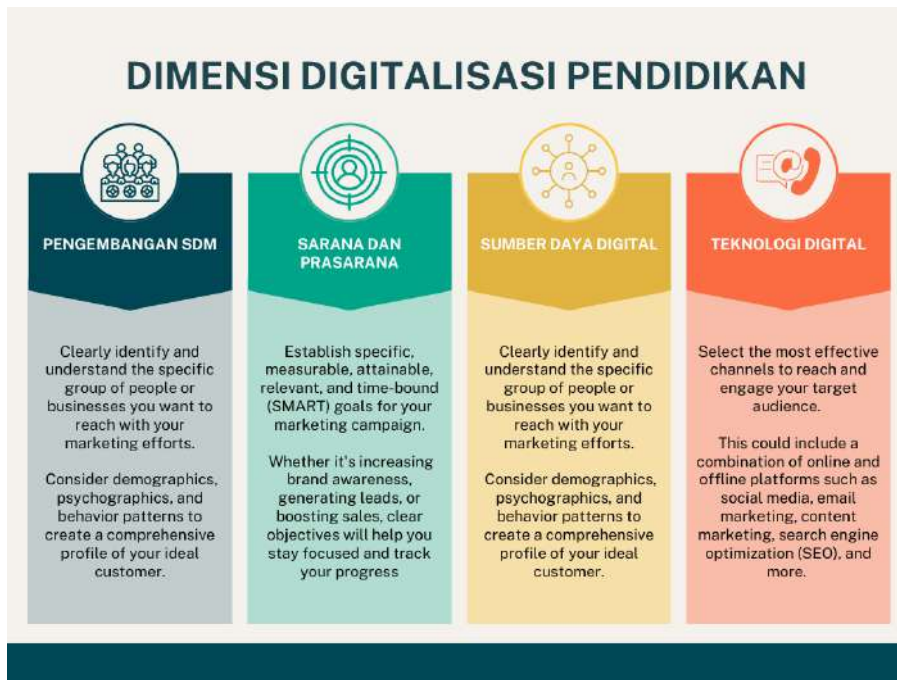 DIMENSI DIGITALISASI PENDIDIKAN
PENGEMBANGAN SDM
Clearly identify and
understand the specific
group of people or
businesses you want to
reach with your
marketing efforts.
Consider demographics,
psychographics, and
behavior patterns to
create a comprehensive
profile of your ideal
customer.
SARANA DAN
PRASARANA
Establish specific,
measurable, attainable,
relevant, and time-bound
(SMART) goals for your
marketing campaign.
Whether it's increasing
brand awareness,
generating leads, or
boosting sales, clear
objectives will help you
stay focused and track
your progress
SUMBER DAYA DIGITAL
Clearly identify and
understand the specific
group of people or
businesses you want to
reach with your
marketing efforts.
Consider demographics,
psychographics, and
behavior patterns to
create a comprehensive
profile of your ideal
customer.
TEKNOLOGI DIGITAL
Select the most effective
channels to reach and
engage your target
audience.
This could include a
combination of online and
offline platforms such as
social media, email
marketing, content
marketing, search engine
optimization (SEO), and
more.